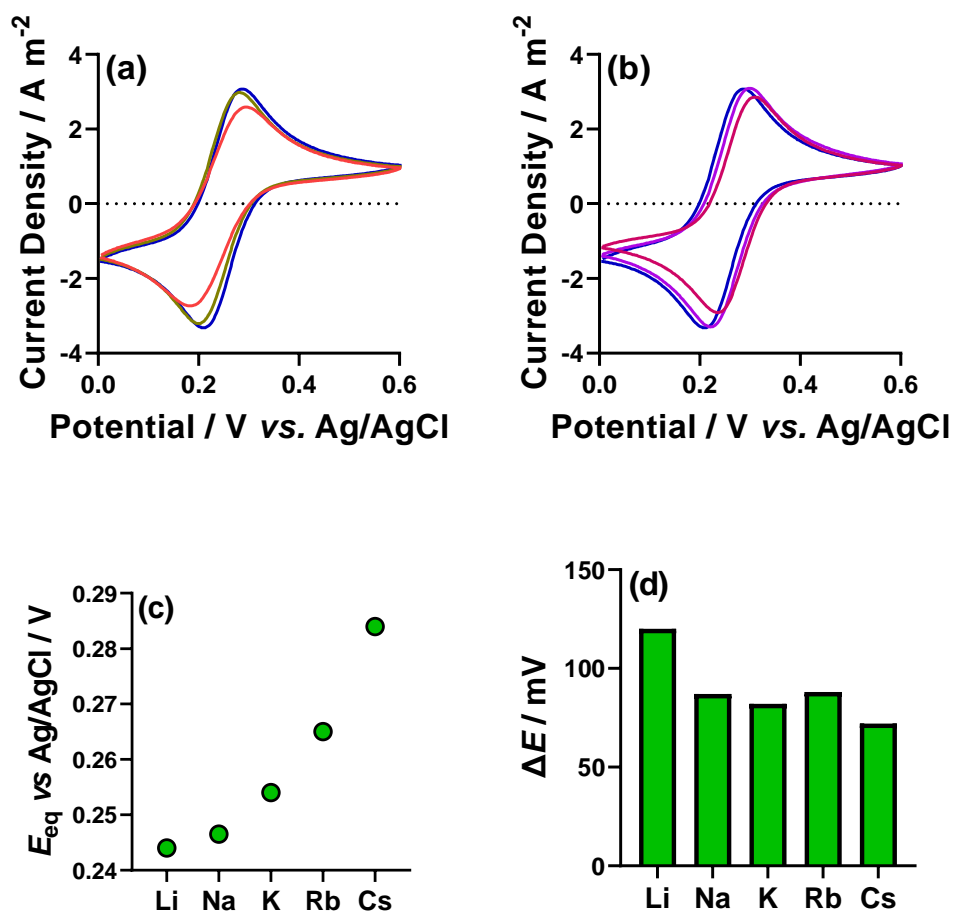 (a)
Current Density / A m-2
4
2
0
-2
-4
0.0 0.2 0.4 0.6
Potential / V vs. Ag/AgCl
(b)
Current Density / A m-2
4
2
0
-2
-4
0.0 0.2 0.4 0.6
Potential / V vs. Ag/AgCl
(c)
Eeq vs Ag/AgCl / V
0.29
0.28
0.27
0.26
0.25
0.24
Li Na K Rb Cs
(d)
ΔE / mV
150
100
50
0
Li Na K Rb Cs